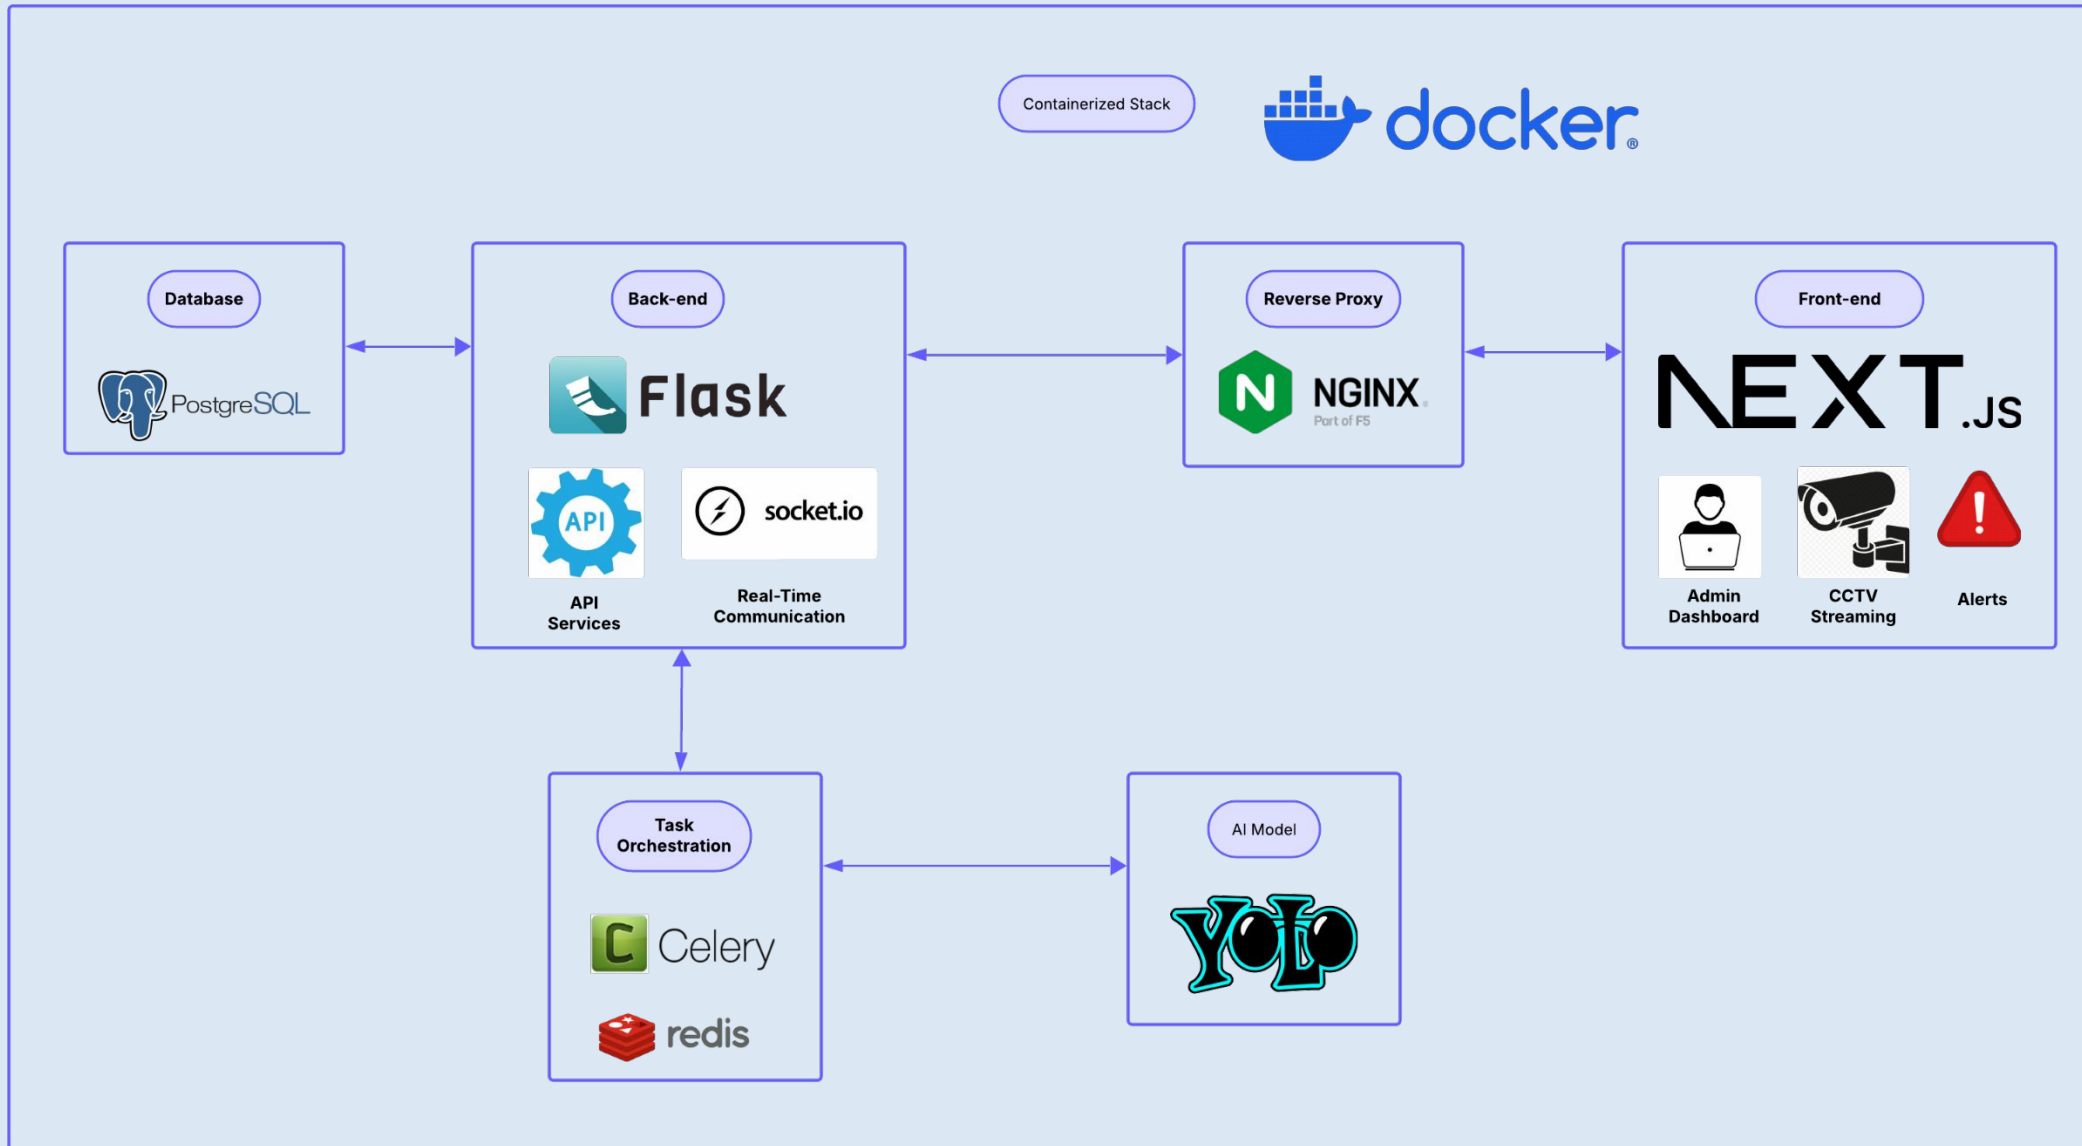 Containerized Stack
docker®
Database
PostgreSQL
Back-end
Flask
API
socket.io
API
Services
Real-Time
Communication
Reverse Proxy
N
NGINX
Part of F5
Front-end
NEXT.JS
Admin
Dashboard
CCTV
Streaming
Alerts
Task
Orchestration
C
Celery
redis
AI Model
YOLO